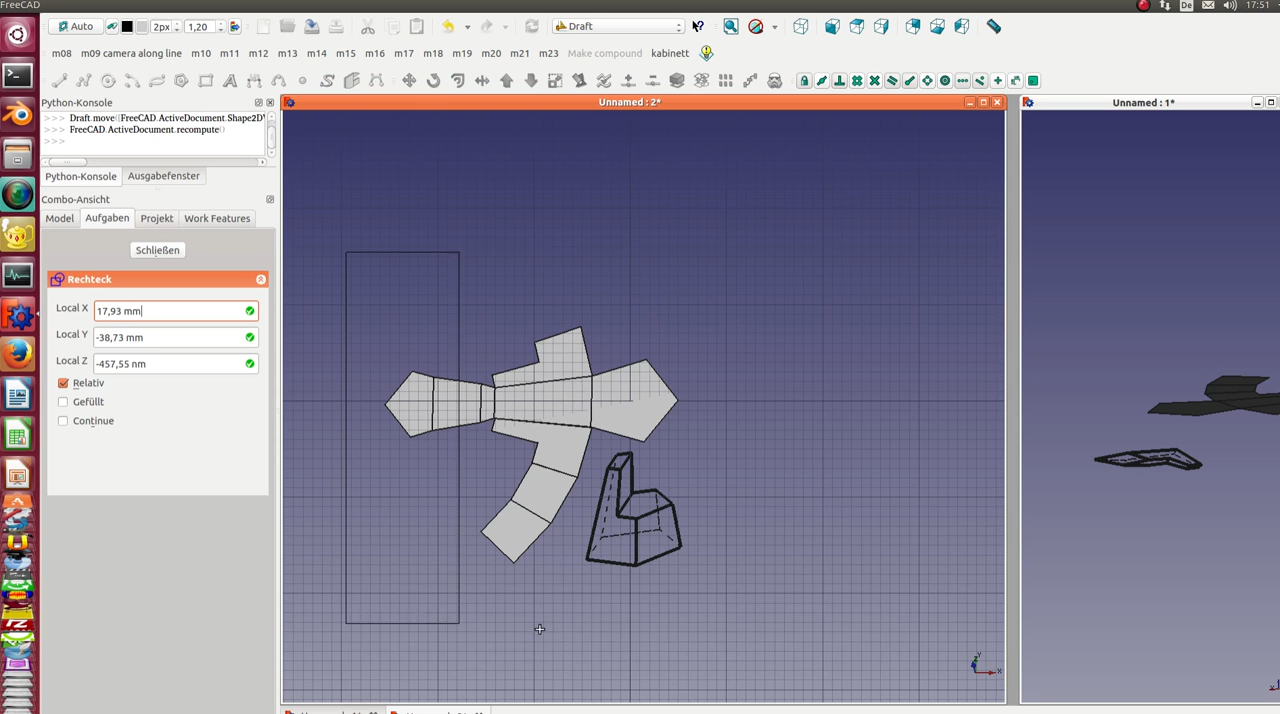 FreeCAD
De
17:51
Auto
2px
1,20
Draft
m08 m09 camera along line m10 m11 m12 m13 m14 m15 m16 m17 m18 m19 m20 m21 m23 Make compound kabinett
Python-Konsole
>>> Draft.move(FreeCAD.ActiveDocument.Shape2D
>>> FreeCAD.ActiveDocument.recompute()
>>>
Python-Konsole Ausgabefenster
Combo-Ansicht
Model Aufgaben Projekt Work Features
Schließen
Rechteck
Local X 17,93 mm
Local Y -38,73 mm
Local Z -457,55 nm
Relativ
Gefüllt
Continue
Unnamed : 2*
Unnamed : 1*
Y
X